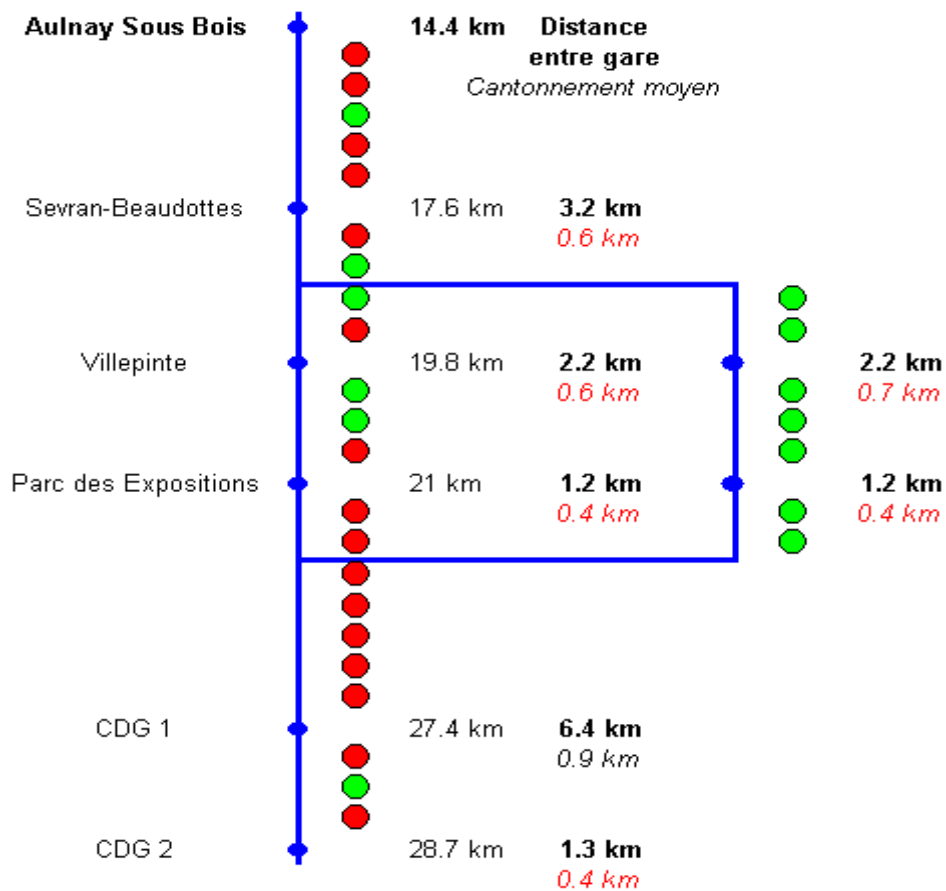 Aulnay Sous Bois 14.4 km Distance
entre gare
Cantonnement moyen
Sevran-Beaudottes 17.6 km 3.2 km
0.6 km
Villepinte 19.8 km 2.2 km 2.2 km
0.6 km 0.7 km
Parc des Expositions 21 km 1.2 km 1.2 km
0.4 km 0.4 km
CDG 1 27.4 km 6.4 km
0.9 km
CDG 2 28.7 km 1.3 km
0.4 km